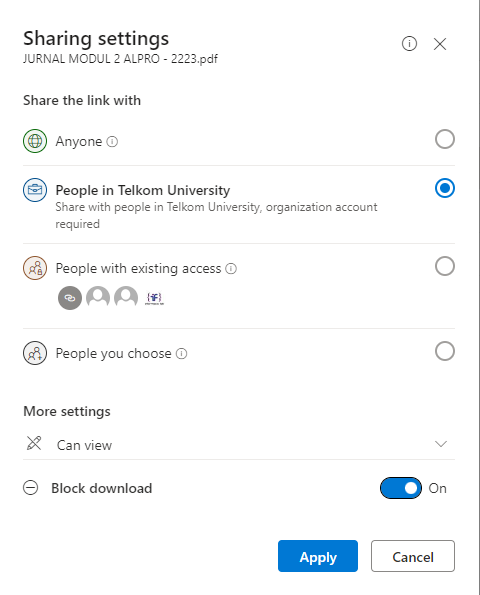 Sharing settings
JURNAL MODUL 2 ALPRO - 2223.pdf
Share the link with
Anyone
People in Telkom University
Share with people in Telkom University, organization account
required
People with existing access
People you choose
More settings
Can view
Block download
On
Apply
Cancel